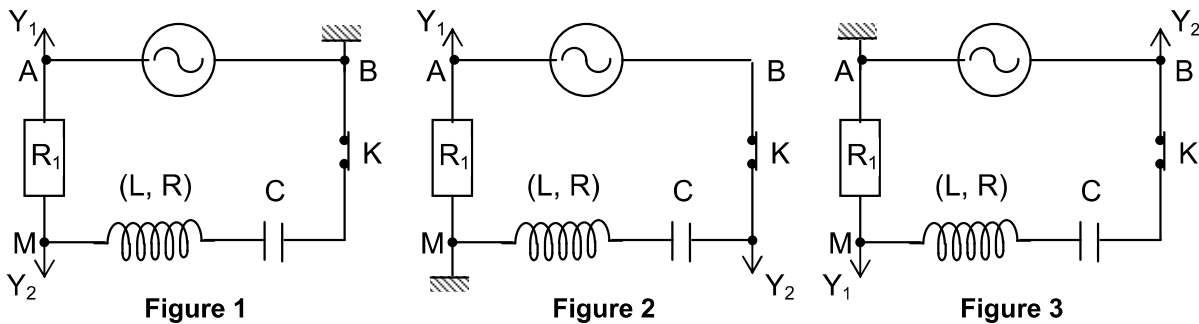 Y₁
A
B
R₁
K
(L, R)
C
M
Y₂
Figure 1
Y₁
A
B
R₁
K
(L, R)
C
M
Y₂
Figure 2
Y₂
A
B
R₁
K
(L, R)
C
M
Y₁
Figure 3